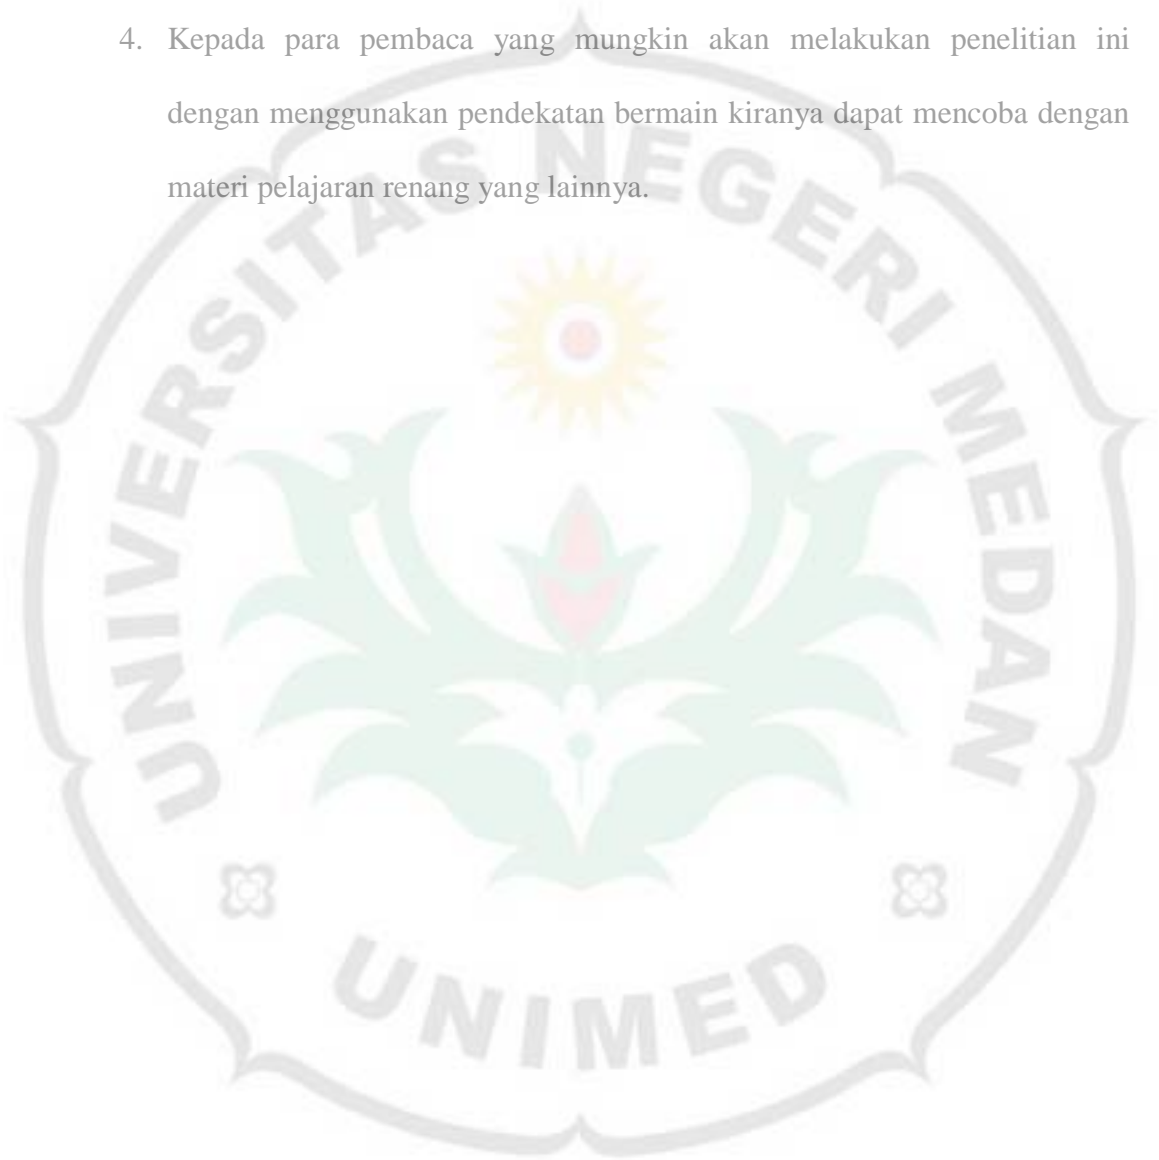 4. Kepada para pembaca yang mungkin akan melakukan penelitian ini
dengan menggunakan pendekatan bermain kiranya dapat mencoba dengan
materi pelajaran renang yang lainnya.
UNIVERSITAS NEGERI MEDAN
UNIMED